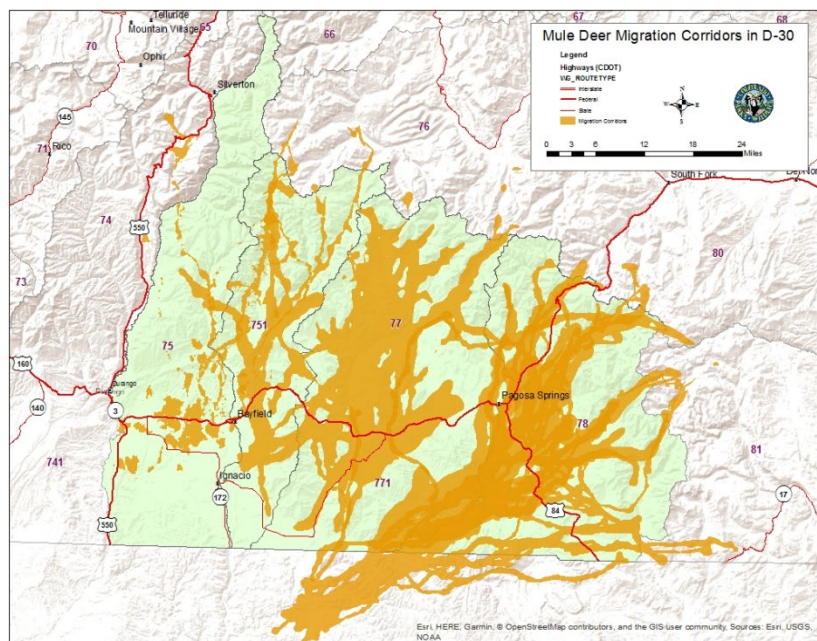 Telluride
Mountain Village
65
70
66
67
68
Ophir
Silverton
145
71
Rico
76
74
550
73
South Fork
80
75
751
77
160
Durango
140
3
Bayfield
Pagosa Springs
78
741
Ignacio
172
771
81
17
550
84
Mule Deer Migration Corridors in D-30
Legend
Highways (CDOT)
Interstate
Federal
State
Migration Corridors
N
W
E
S
0 3 6 12 18 24
Miles
Esri, HERE, Garmin, © OpenStreetMap contributors, and the GIS user community, Sources: Esri, USGS,
NOAA